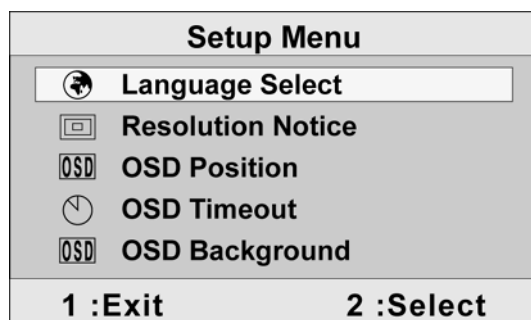 Setup Menu
Language Select
Resolution Notice
OSD OSD Position
OSD Timeout
OSD OSD Background
1 :Exit 2 :Select